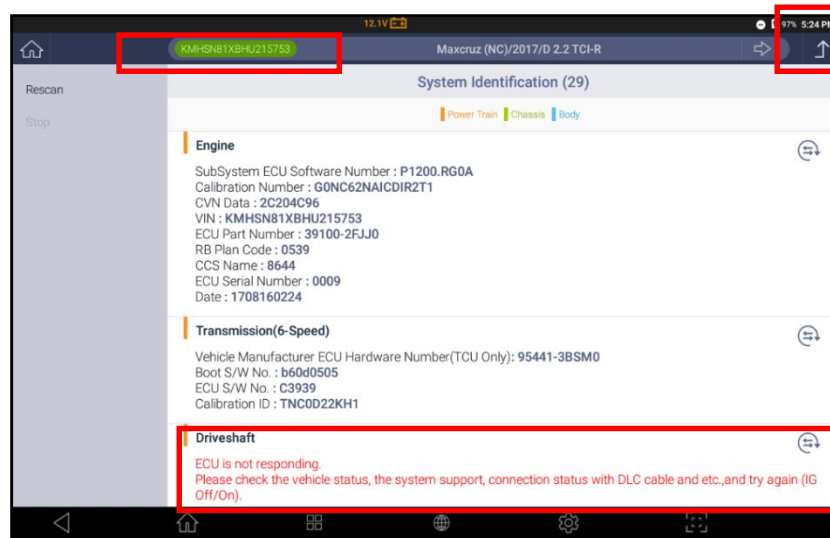 12.1V
97% 5:24 PM
KMHSN81XBHU215753 Maxcruz (NC)/2017/D 2.2 TCI-R
Rescan
Stop
System Identification (29)
Power Train Chassis Body
Engine
SubSystem ECU Software Number : P1200.RG0A
Calibration Number : G0NC62NAICDIR2T1
CVN Data : 2C204C96
VIN : KMHSN81XBHU215753
ECU Part Number : 39100-2FJJ0
RB Plan Code : 0539
CCS Name : 8644
ECU Serial Number : 0009
Date : 1708160224
Transmission(6-Speed)
Vehicle Manufacturer ECU Hardware Number(TCU Only): 95441-3BSM0
Boot S/W No. : b60d0505
ECU S/W No. : C3939
Calibration ID : TNC0D22KH1
Driveshaft
ECU is not responding.
Please check the vehicle status, the system support, connection status with DLC cable and etc.,and try again (IG
Off/On).